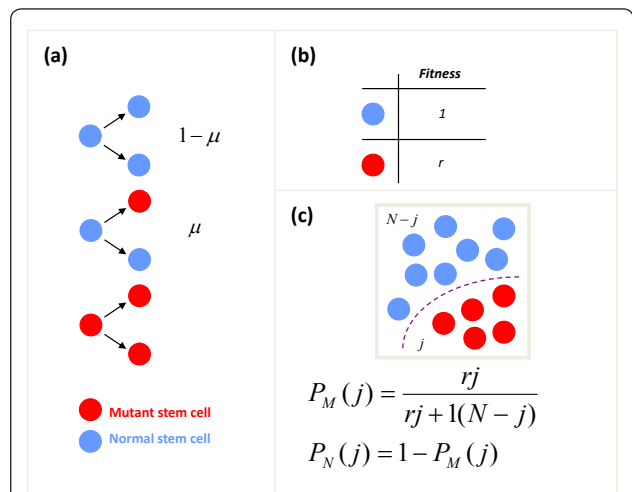 (a)
1 − μ
μ
Mutant stem cell
Normal stem cell
(b)
Fitness
1
r
(c)
N − j
j
P_M(j) = rj / (rj + 1(N − j))
P_N(j) = 1 − P_M(j)